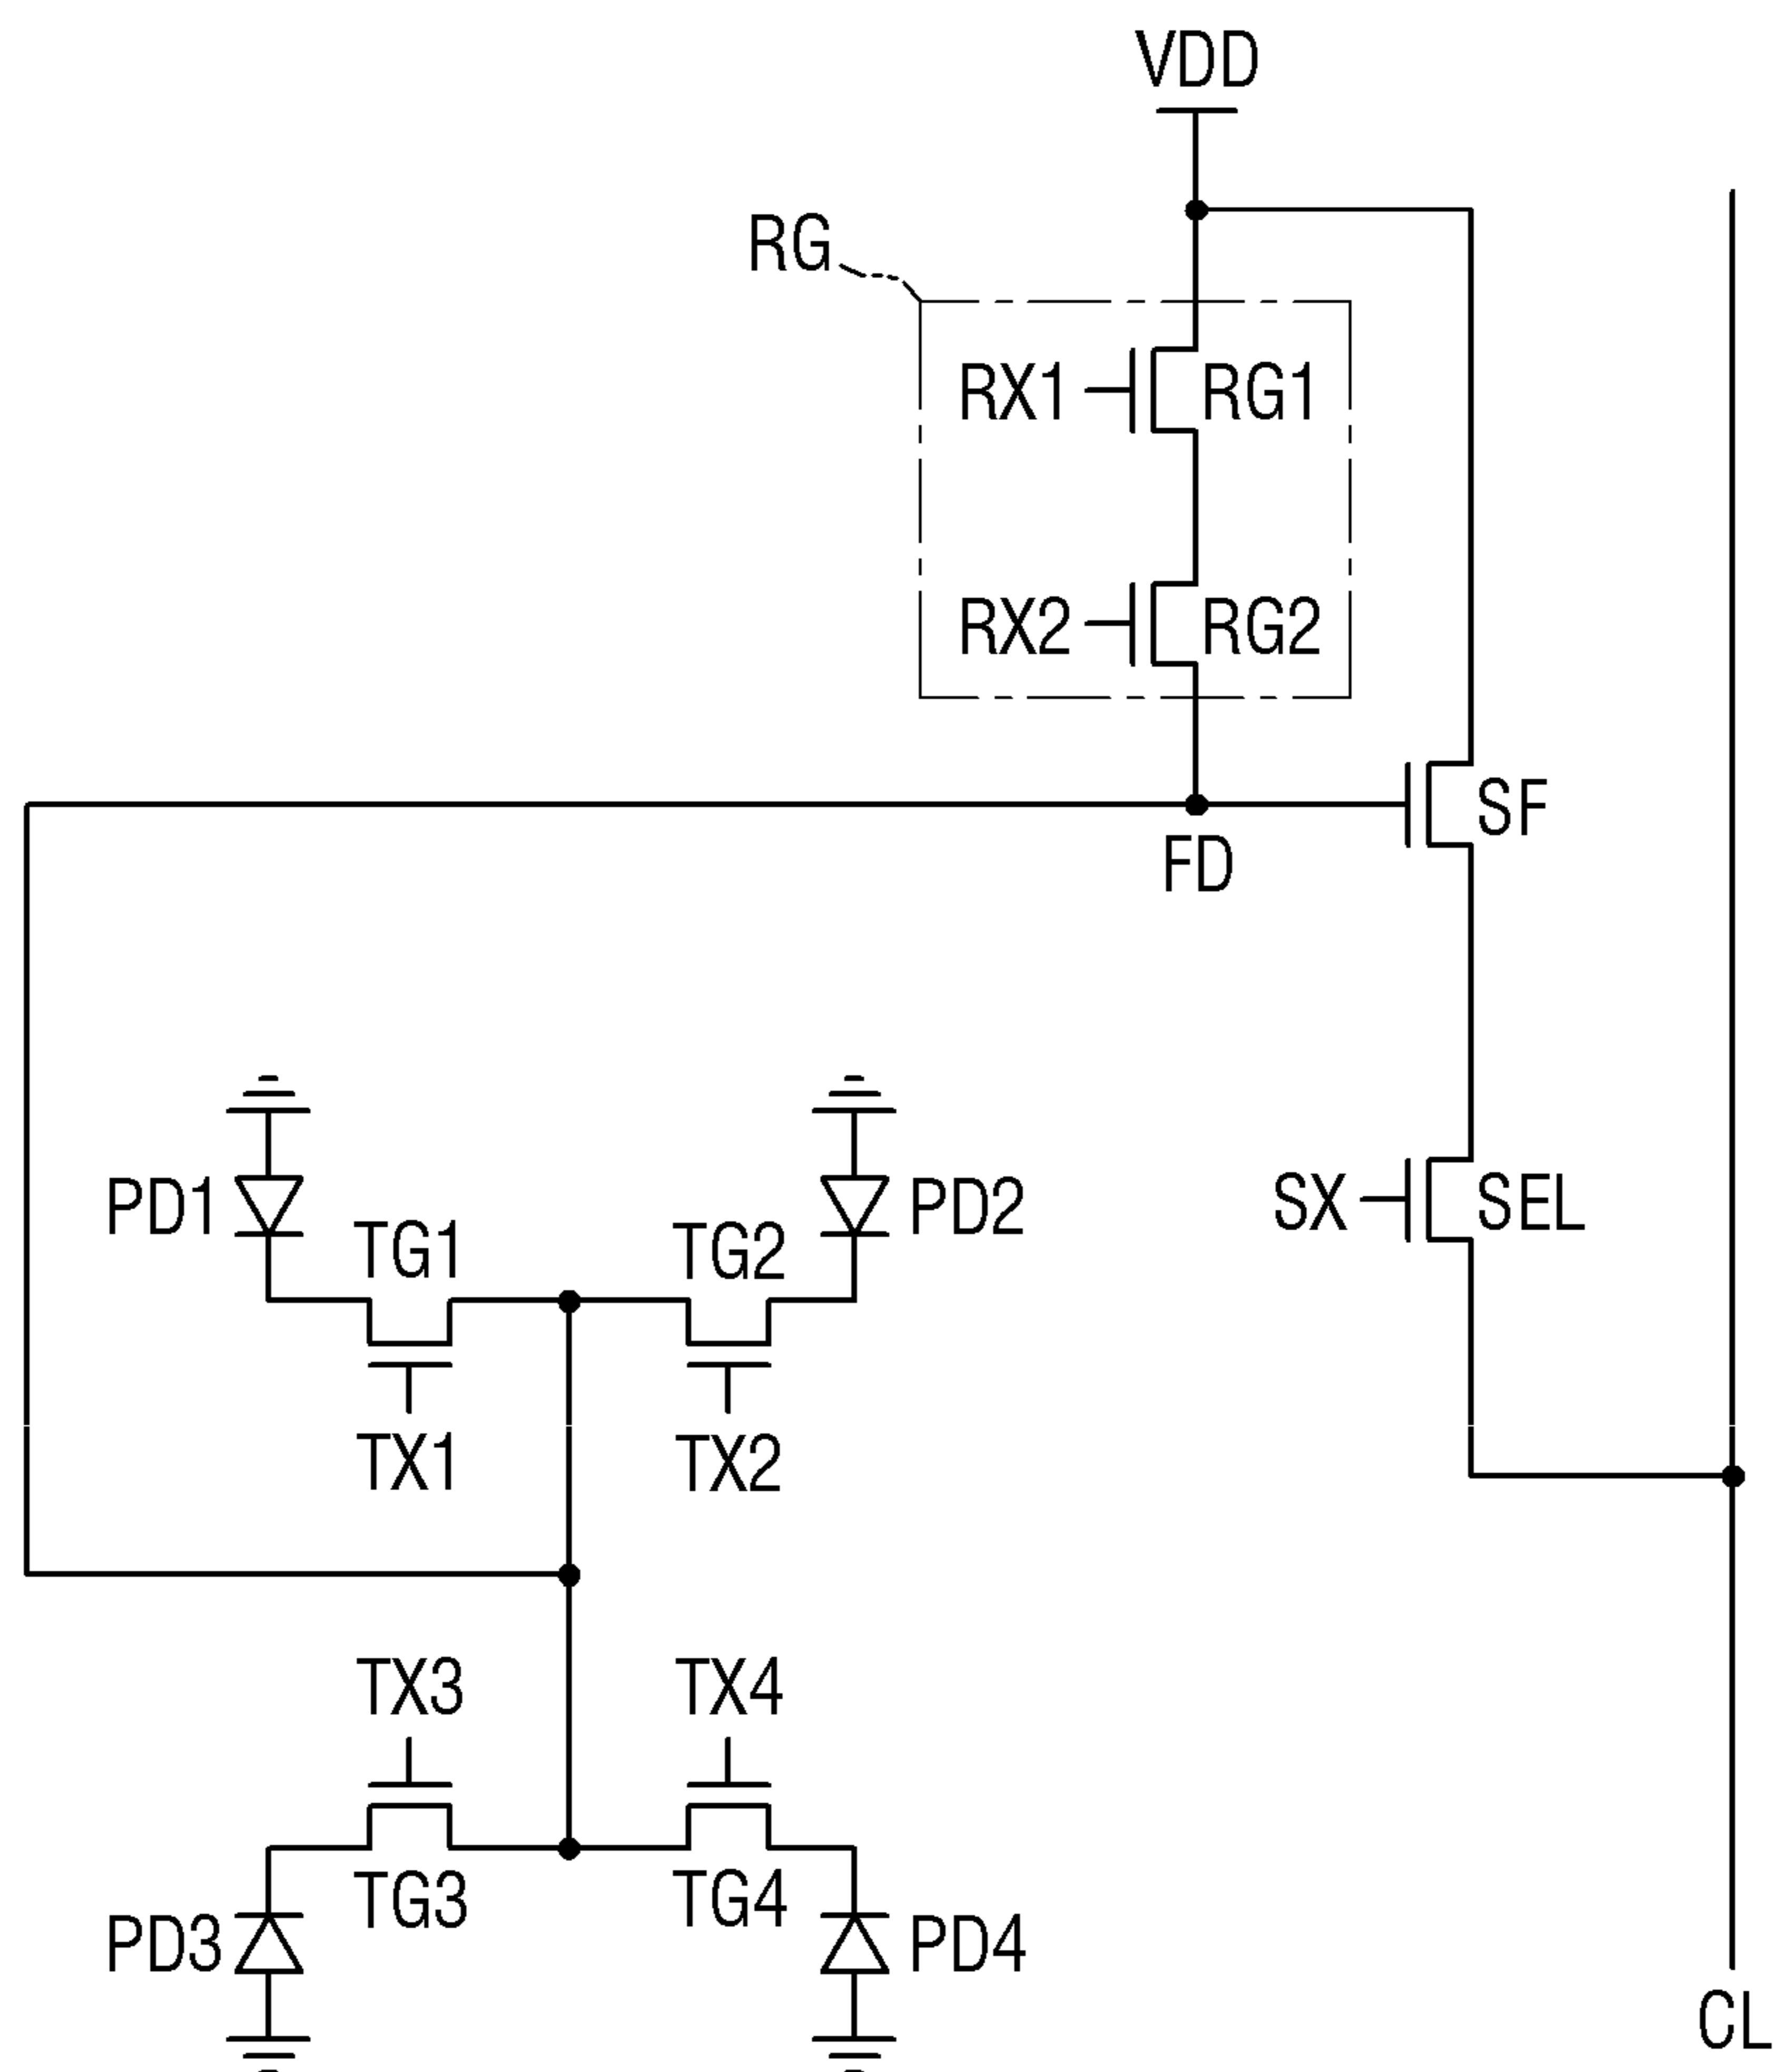 VDD
RG
RX1
RG1
RX2
RG2
SF
FD
PD1
TG1
TG2
PD2
SX
SEL
TX1
TX2
TX3
TX4
TG3
TG4
PD3
PD4
CL